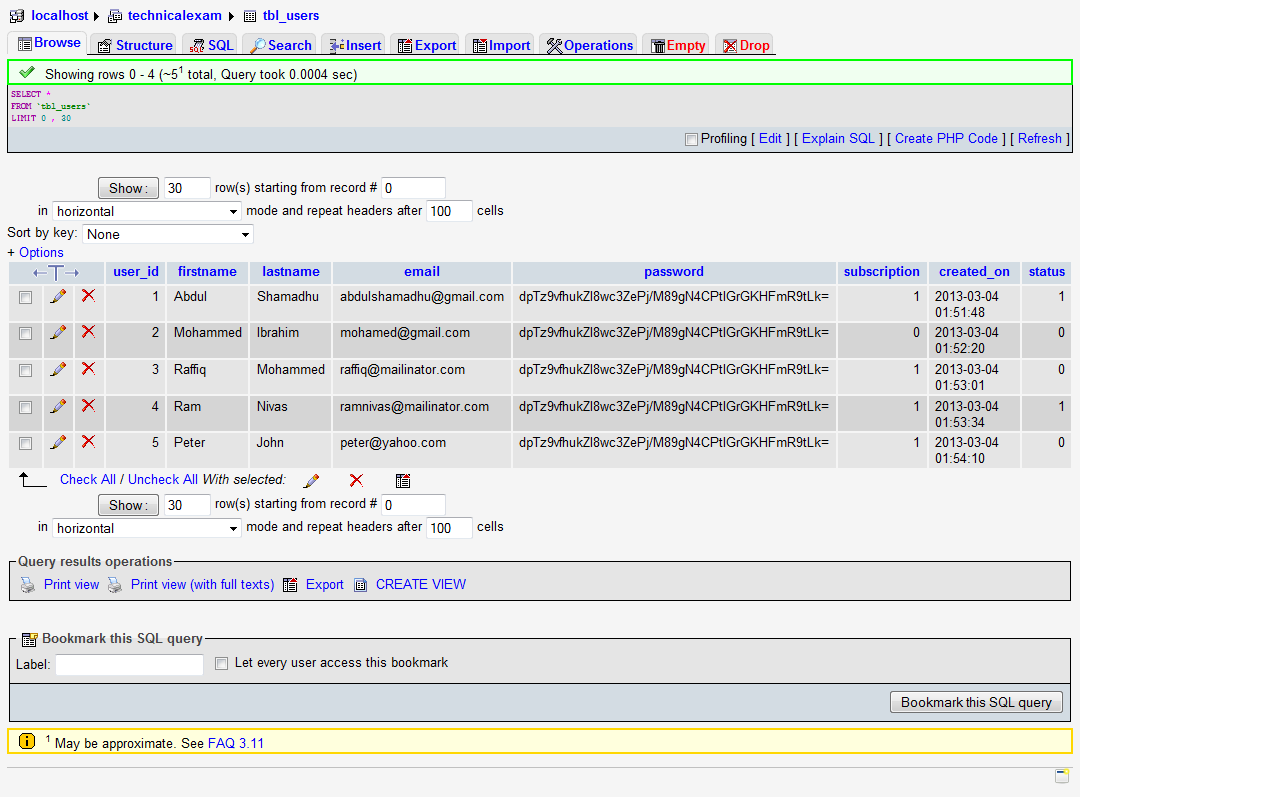 localhost technicalexam tbl_users
Browse Structure SQL Search Insert Export Import Operations Empty Drop
Showing rows 0 - 4 (~5¹ total, Query took 0.0004 sec)
SELECT *
FROM `tbl_users`
LIMIT 0 , 30
Profiling [ Edit ] [ Explain SQL ] [ Create PHP Code ] [ Refresh ]
Show : 30 row(s) starting from record # 0
in horizontal mode and repeat headers after 100 cells
Sort by key: None
+ Options
←T→ user_id firstname lastname email password subscription created_on status
1 Abdul Shamadhu abdulshamadhu@gmail.com dpTz9vfhukZl8wc3ZePj/M89gN4CPtIGrGKHFmR9tLk= 1 2013-03-04 1
01:51:48
2 Mohammed Ibrahim mohamed@gmail.com dpTz9vfhukZl8wc3ZePj/M89gN4CPtIGrGKHFmR9tLk= 0 2013-03-04 0
01:52:20
3 Raffiq Mohammed raffiq@mailinator.com dpTz9vfhukZl8wc3ZePj/M89gN4CPtIGrGKHFmR9tLk= 1 2013-03-04 0
01:53:01
4 Ram Nivas ramnivas@mailinator.com dpTz9vfhukZl8wc3ZePj/M89gN4CPtIGrGKHFmR9tLk= 1 2013-03-04 1
01:53:34
5 Peter John peter@yahoo.com dpTz9vfhukZl8wc3ZePj/M89gN4CPtIGrGKHFmR9tLk= 1 2013-03-04 0
01:54:10
Check All / Uncheck All With selected:
Show : 30 row(s) starting from record # 0
in horizontal mode and repeat headers after 100 cells
Query results operations
Print view Print view (with full texts) Export CREATE VIEW
Bookmark this SQL query
Label: Let every user access this bookmark
Bookmark this SQL query
¹ May be approximate. See FAQ 3.11